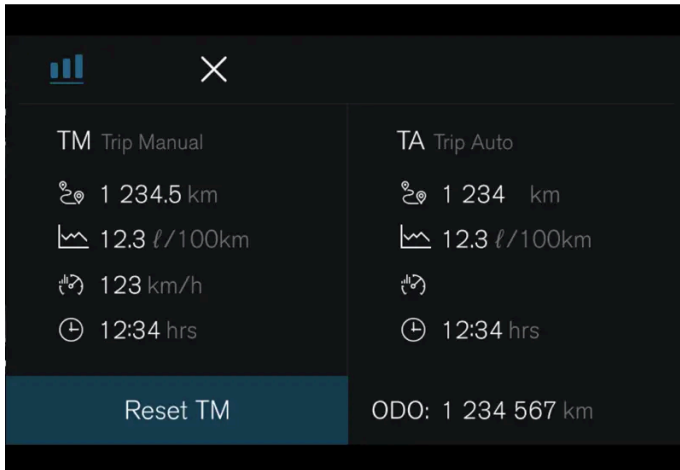 TM Trip Manual
1 234.5 km
12.3 ℓ/100km
123 km/h
12:34 hrs
Reset TM
TA Trip Auto
1 234 km
12.3 ℓ/100km
12:34 hrs
ODO: 1 234 567 km